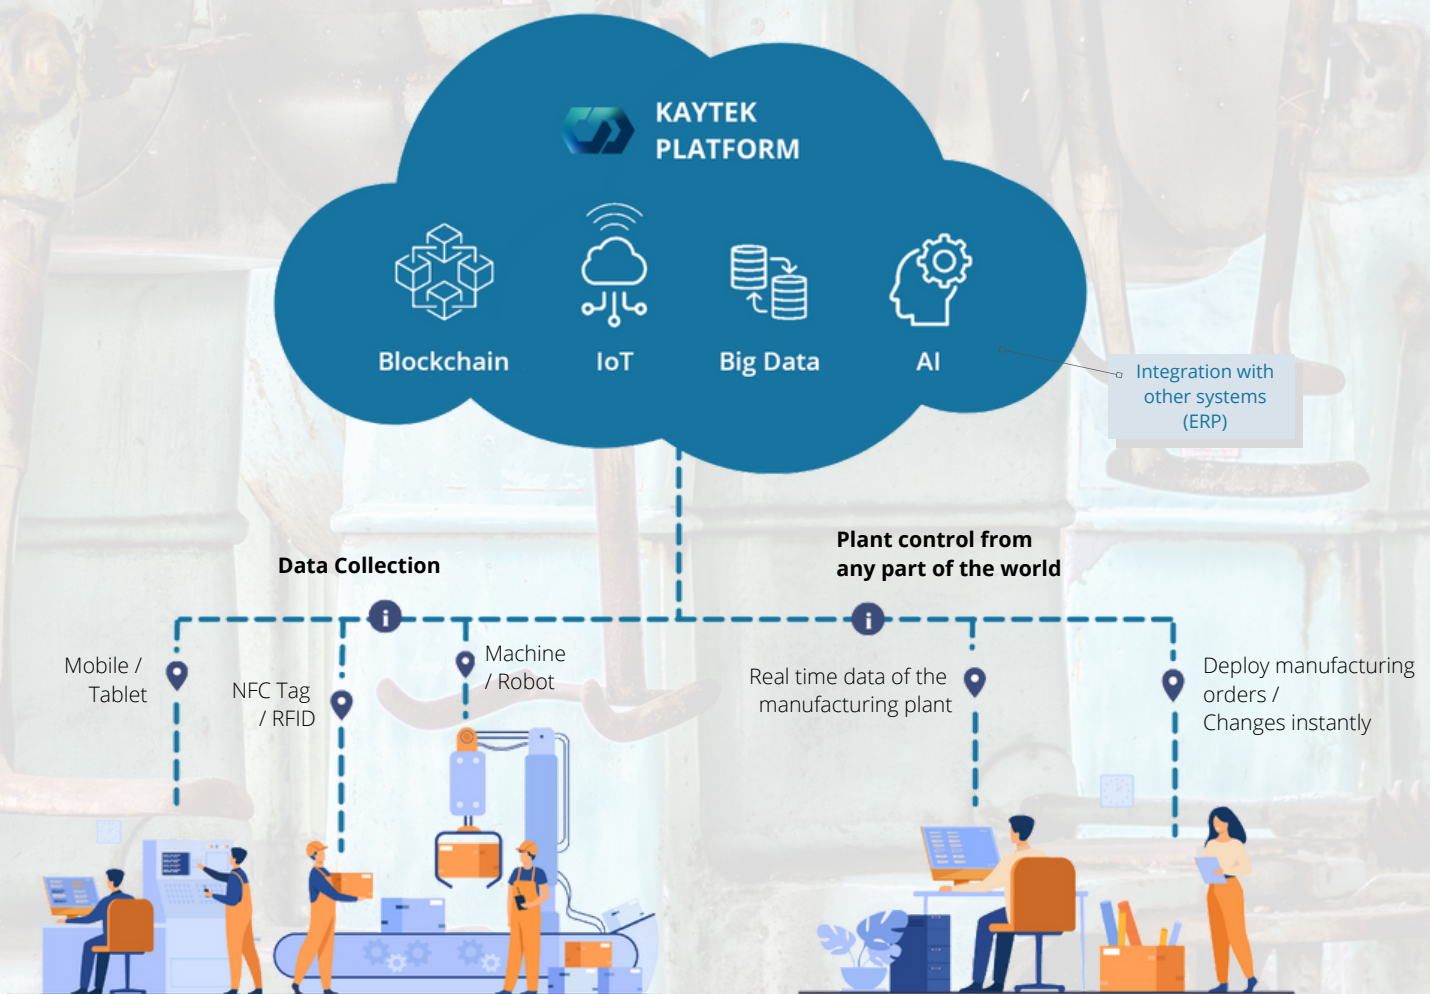 KAYTEK
PLATFORM
Blockchain
IoT
Big Data
AI
Integration with
other systems
(ERP)
Data Collection
Plant control from
any part of the world
i
i
Mobile /
Tablet
NFC Tag
/ RFID
Machine
/ Robot
Real time data of the
manufacturing plant
Deploy manufacturing
orders /
Changes instantly